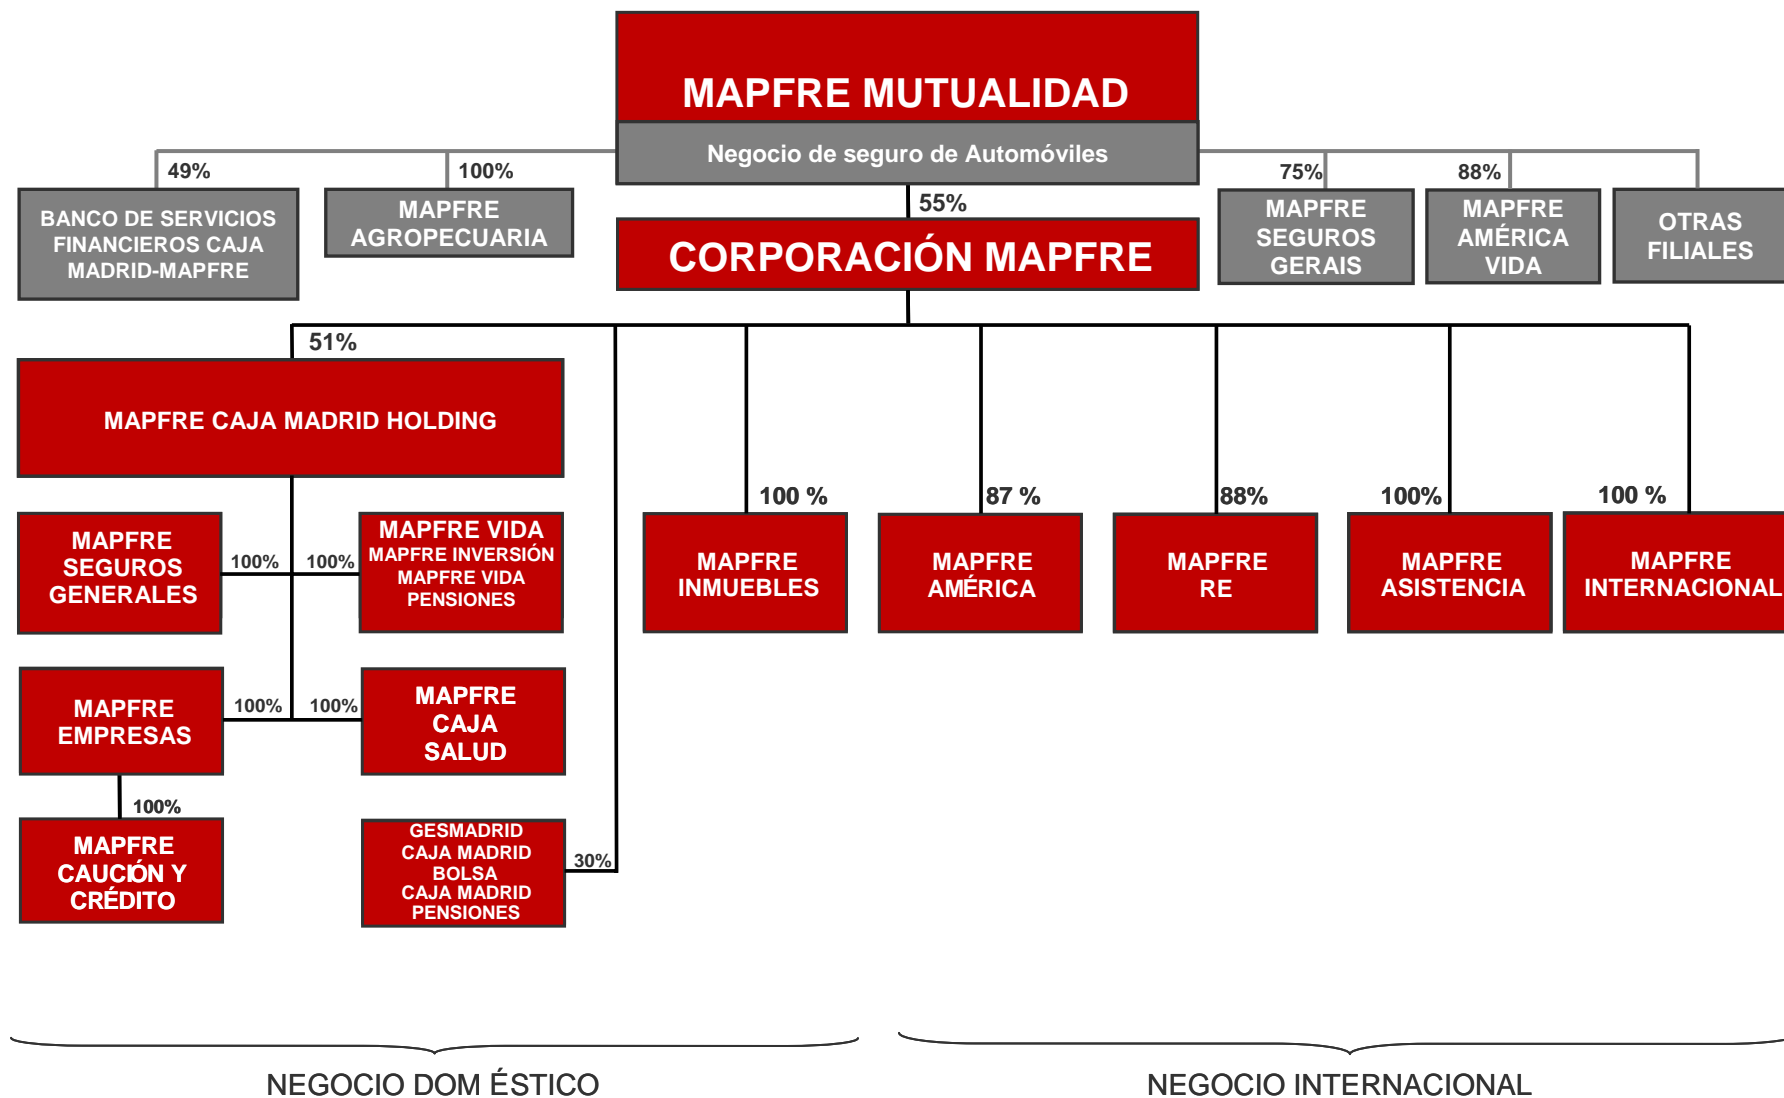 MAPFRE MUTUALIDAD
Negocio de seguro de Automóviles
49%
100%
75%
88%
BANCO DE SERVICIOS
FINANCIEROS CAJA
MADRID-MAPFRE
MAPFRE
AGROPECUARIA
55%
CORPORACIÓN MAPFRE
MAPFRE
SEGUROS
GERAIS
MAPFRE
AMÉRICA
VIDA
OTRAS
FILIALES
51%
MAPFRE CAJA MADRID HOLDING
100 %
87 %
88%
100%
100 %
MAPFRE
SEGUROS
GENERALES
100%
100%
MAPFRE VIDA
MAPFRE INVERSIÓN
MAPFRE VIDA
PENSIONES
MAPFRE
INMUEBLES
MAPFRE
AMÉRICA
MAPFRE
RE
MAPFRE
ASISTENCIA
MAPFRE
INTERNACIONAL
MAPFRE
EMPRESAS
100%
100%
MAPFRE
CAJA
SALUD
100%
MAPFRE
CAUCIÓN Y
CRÉDITO
GESMADRID
CAJA MADRID
BOLSA
CAJA MADRID
PENSIONES
30%
NEGOCIO DOM ÉSTICO
NEGOCIO INTERNACIONAL